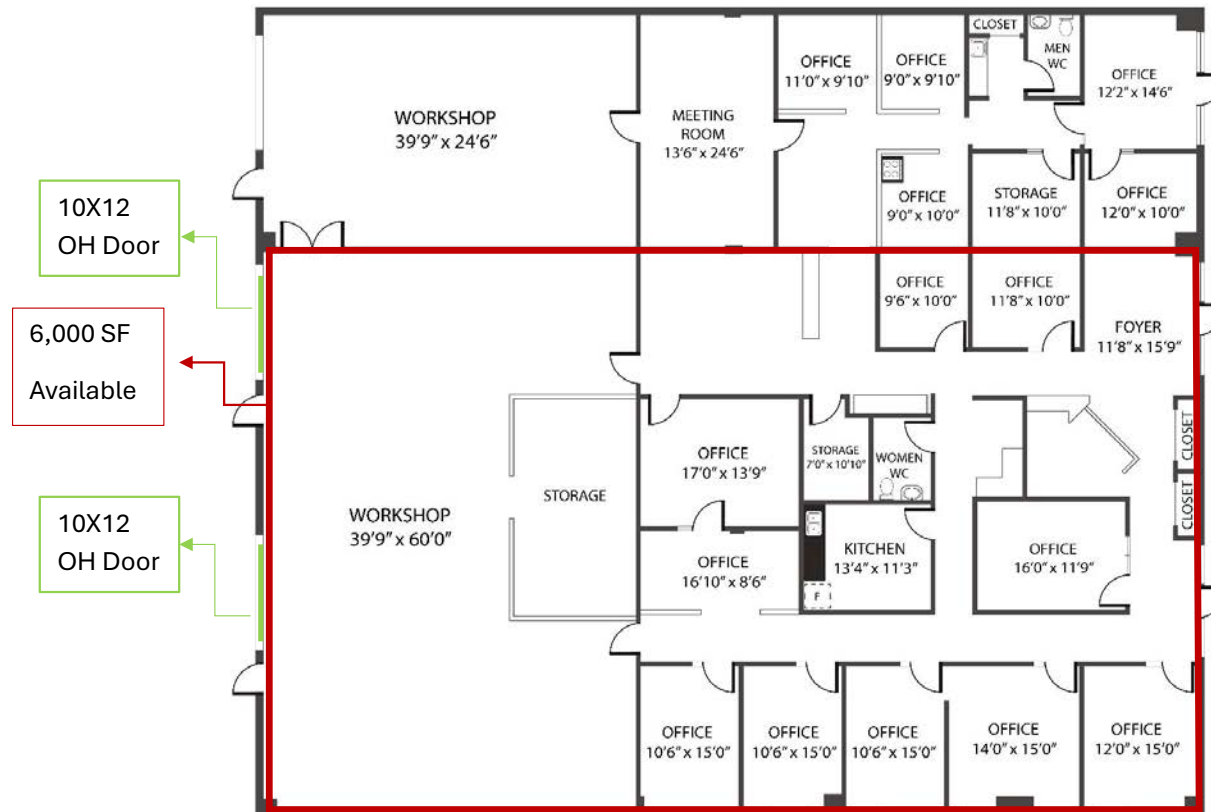 CLOSET
MEN
WC
OFFICE
11'0" x 9'10"
OFFICE
9'0" x 9'10"
OFFICE
12'2" x 14'6"
WORKSHOP
39'9" x 24'6"
MEETING
ROOM
13'6" x 24'6"
OFFICE
9'0" x 10'0"
STORAGE
11'8" x 10'0"
OFFICE
12'0" x 10'0"
10X12
OH Door
6,000 SF
Available
10X12
OH Door
OFFICE
9'6" x 10'0"
OFFICE
11'8" x 10'0"
FOYER
11'8" x 15'9"
CLOSET
CLOSET
OFFICE
17'0" x 13'9"
STORAGE
7'0" x 10'10"
WOMEN
WC
STORAGE
WORKSHOP
39'9" x 60'0"
OFFICE
16'10" x 8'6"
KITCHEN
13'4" x 11'3"
F
OFFICE
16'0" x 11'9"
OFFICE
10'6" x 15'0"
OFFICE
10'6" x 15'0"
OFFICE
10'6" x 15'0"
OFFICE
14'0" x 15'0"
OFFICE
12'0" x 15'0"